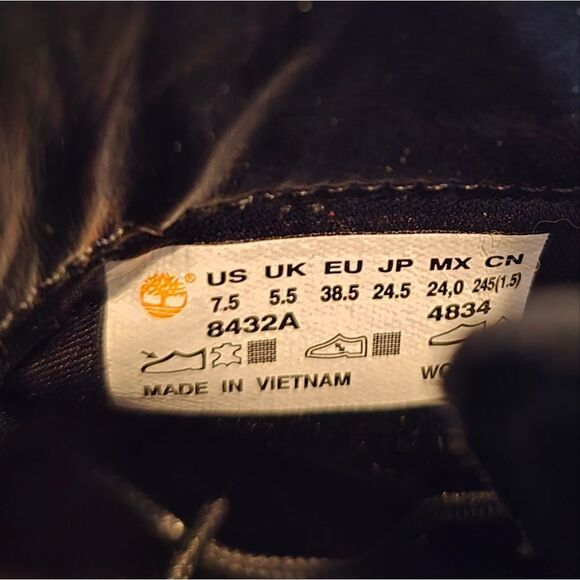 US UK EU JP MX CN
7.5 5.5 38.5 24.5 24,0 245(1.5)
8432A 4834
MADE IN VIETNAM
®